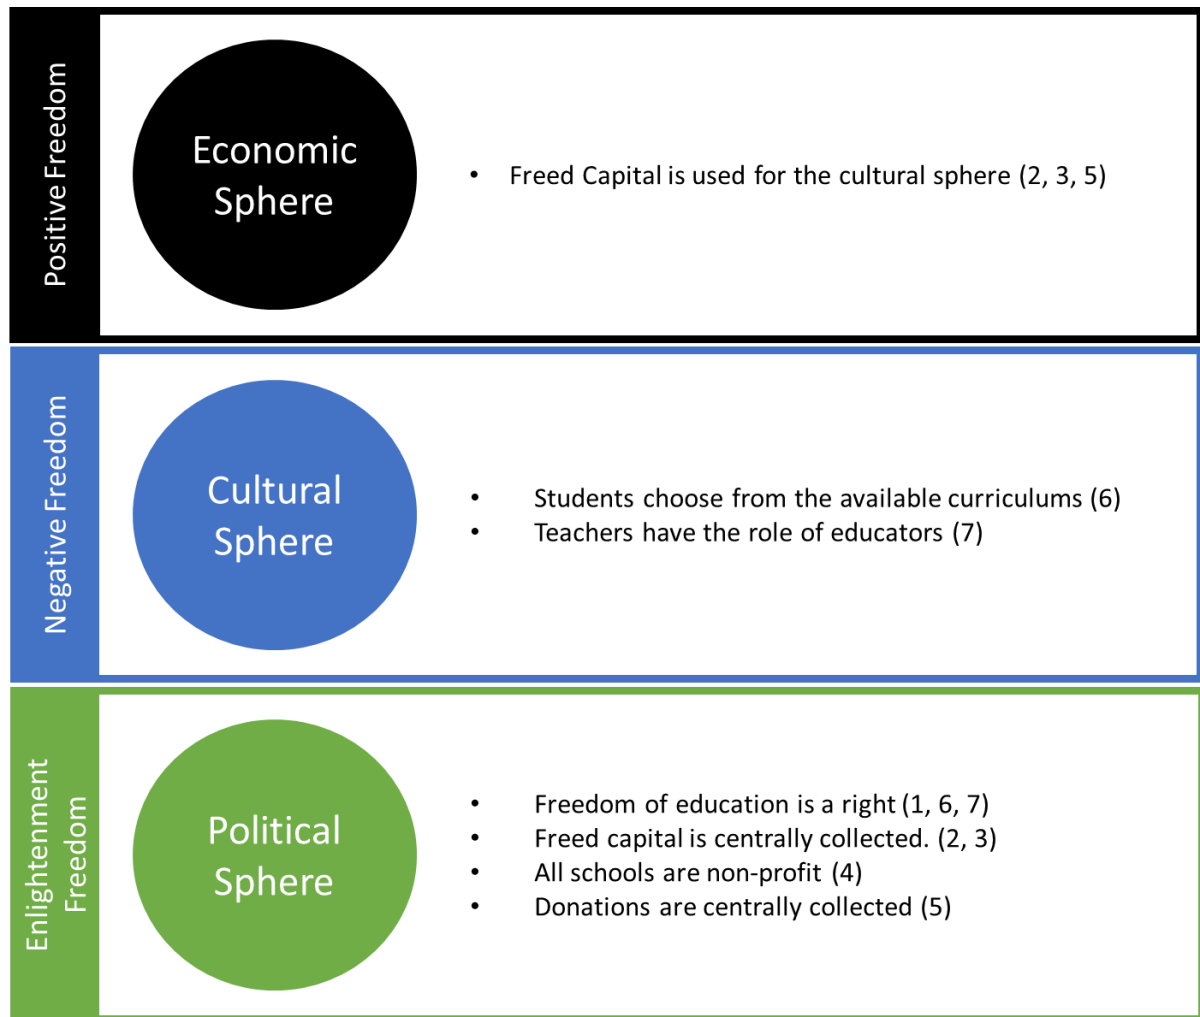 Positive Freedom
Economic
Sphere
• Freed Capital is used for the cultural sphere (2, 3, 5)
Negative Freedom
Cultural
Sphere
• Students choose from the available curriculums (6)
• Teachers have the role of educators (7)
Enlightenment
Freedom
Political
Sphere
• Freedom of education is a right (1, 6, 7)
• Freed capital is centrally collected. (2, 3)
• All schools are non-profit (4)
• Donations are centrally collected (5)